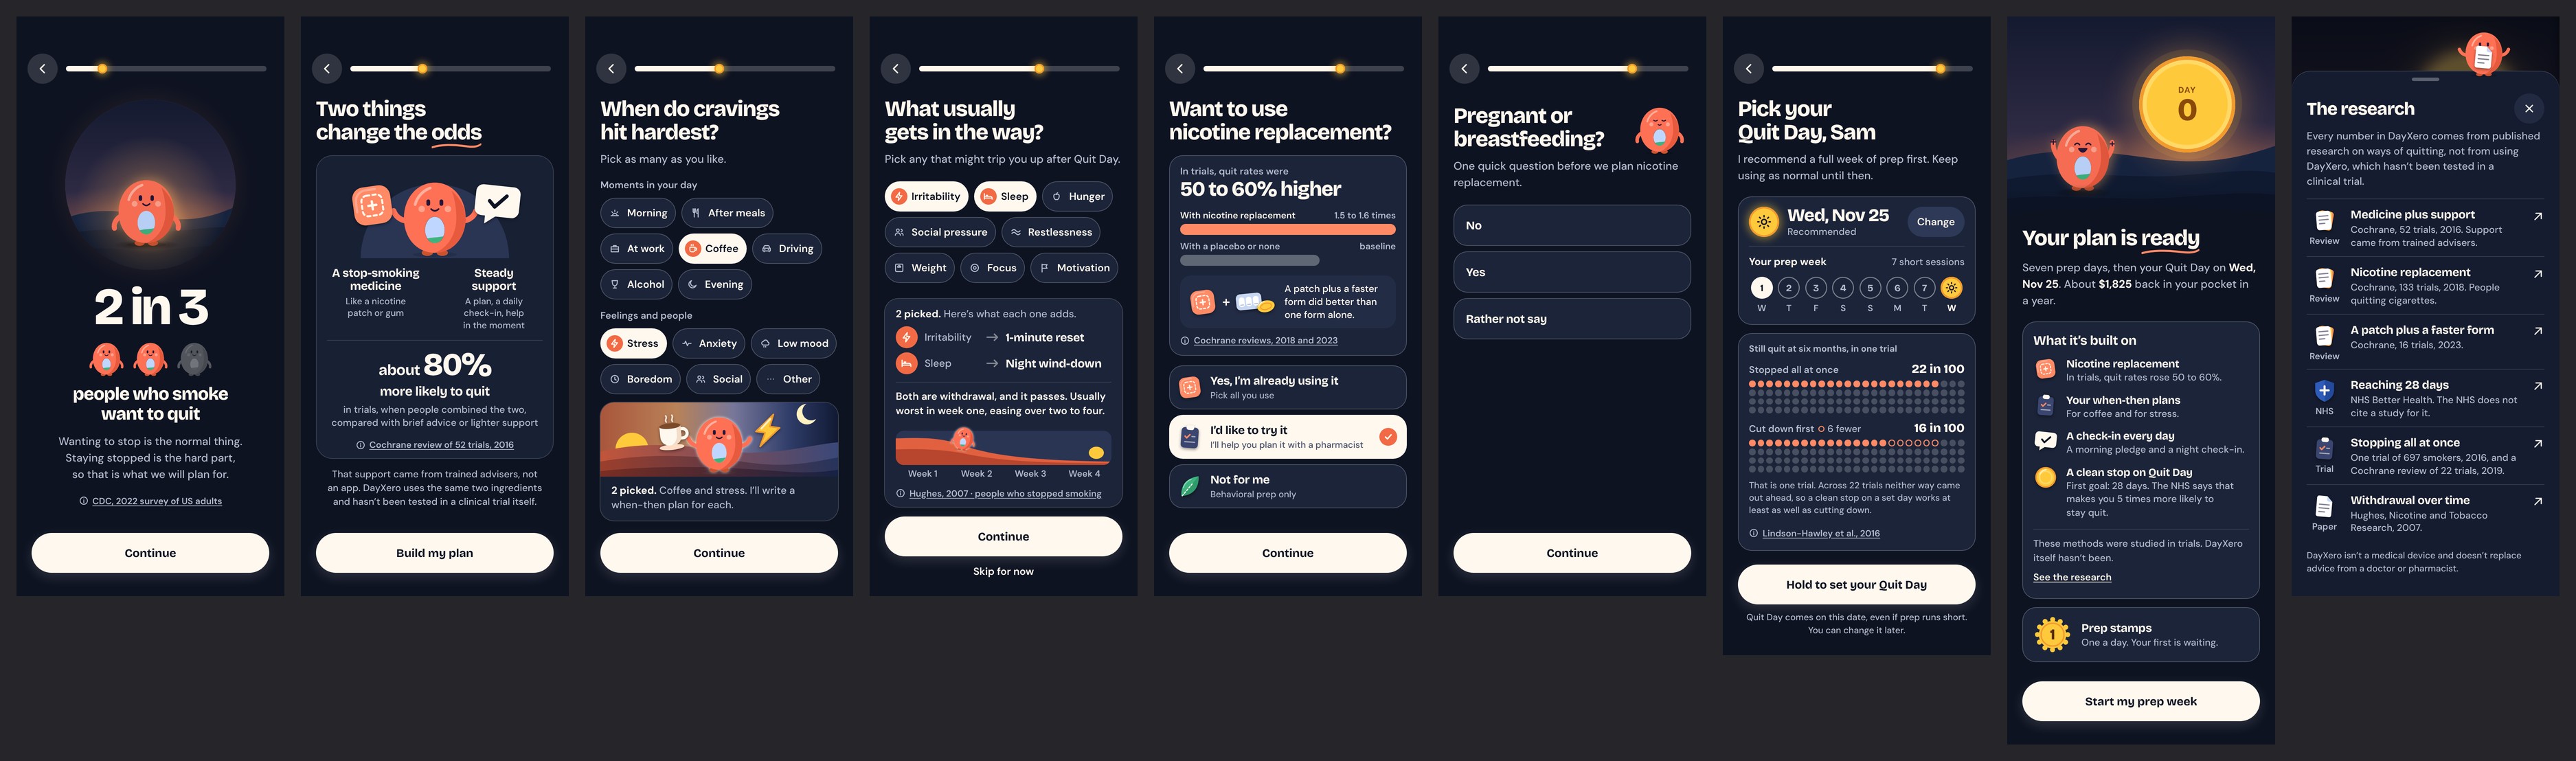 2 in 3
people who smoke
want to quit
Wanting to stop is the normal thing.
Staying stopped is the hard part,
so that is what we will plan for.
CDC, 2022 survey of US adults
Continue
Two things
change the odds
A stop-smoking
medicine
Like a nicotine
patch or gum
Steady
support
A plan, a daily
check-in, help
in the moment
about 80%
more likely to quit
in trials, when people combined the two,
compared with brief advice or lighter support
Cochrane review of 52 trials, 2016
That support came from trained advisers, not
an app. DayXero uses the same two ingredients
and hasn't been tested in a clinical trial itself.
Build my plan
When do cravings
hit hardest?
Pick as many as you like.
Moments in your day
Morning
After meals
At work
Coffee
Driving
Alcohol
Evening
Feelings and people
Stress
Anxiety
Low mood
Boredom
Social
Other
2 picked. Coffee and stress. I'll write a
when-then plan for each.
Continue
What usually
gets in the way?
Pick any that might trip you up after Quit Day.
Irritability
Sleep
Hunger
Social pressure
Restlessness
Weight
Focus
Motivation
2 picked. Here's what each one adds.
Irritability → 1-minute reset
Sleep → Night wind-down
Both are withdrawal, and it passes. Usually
worst in week one, easing over two to four.
Week 1 Week 2 Week 3 Week 4
Hughes, 2007 · people who stopped smoking
Continue
Skip for now
Want to use
nicotine replacement?
In trials, quit rates were
50 to 60% higher
With nicotine replacement 1.5 to 1.6 times
With a placebo or none baseline
+
A patch plus a faster
form did better than
one form alone.
Cochrane reviews, 2018 and 2023
Yes, I'm already using it
Pick all you use
I'd like to try it
I'll help you plan it with a pharmacist
Not for me
Behavioral prep only
Continue
Pregnant or
breastfeeding?
One quick question before we plan nicotine
replacement.
No
Yes
Rather not say
Continue
Pick your
Quit Day, Sam
I recommend a full week of prep first. Keep
using as normal until then.
Wed, Nov 25
Recommended
Change
Your prep week 7 short sessions
1 2 3 4 5 6 7
W T F S S M T W
Still quit at six months, in one trial
Stopped all at once 22 in 100
Cut down first 6 fewer 16 in 100
That is one trial. Across 22 trials neither way came
out ahead, so a clean stop on a set day works at
least as well as cutting down.
Lindson-Hawley et al., 2016
Hold to set your Quit Day
Quit Day comes on this date, even if prep runs short.
You can change it later.
DAY
0
Your plan is ready
Seven prep days, then your Quit Day on Wed,
Nov 25. About $1,825 back in your pocket in
a year.
What it's built on
Nicotine replacement
In trials, quit rates rose 50 to 60%.
Your when-then plans
For coffee and for stress.
A check-in every day
A morning pledge and a night check-in.
A clean stop on Quit Day
First goal: 28 days. The NHS says that
makes you 5 times more likely to
stay quit.
These methods were studied in trials. DayXero
itself hasn't been.
See the research
1
Prep stamps
One a day. Your first is waiting.
Start my prep week
The research
Every number in DayXero comes from published
research on ways of quitting, not from using
DayXero, which hasn't been tested in a
clinical trial.
Review
Medicine plus support
Cochrane, 52 trials, 2016. Support
came from trained advisers.
Review
Nicotine replacement
Cochrane, 133 trials, 2018. People
quitting cigarettes.
Review
A patch plus a faster form
Cochrane, 16 trials, 2023.
NHS
Reaching 28 days
NHS Better Health. The NHS does not
cite a study for it.
Trial
Stopping all at once
One trial of 697 smokers, 2016, and a
Cochrane review of 22 trials, 2019.
Paper
Withdrawal over time
Hughes, Nicotine and Tobacco
Research, 2007.
DayXero isn't a medical device and doesn't replace
advice from a doctor or pharmacist.